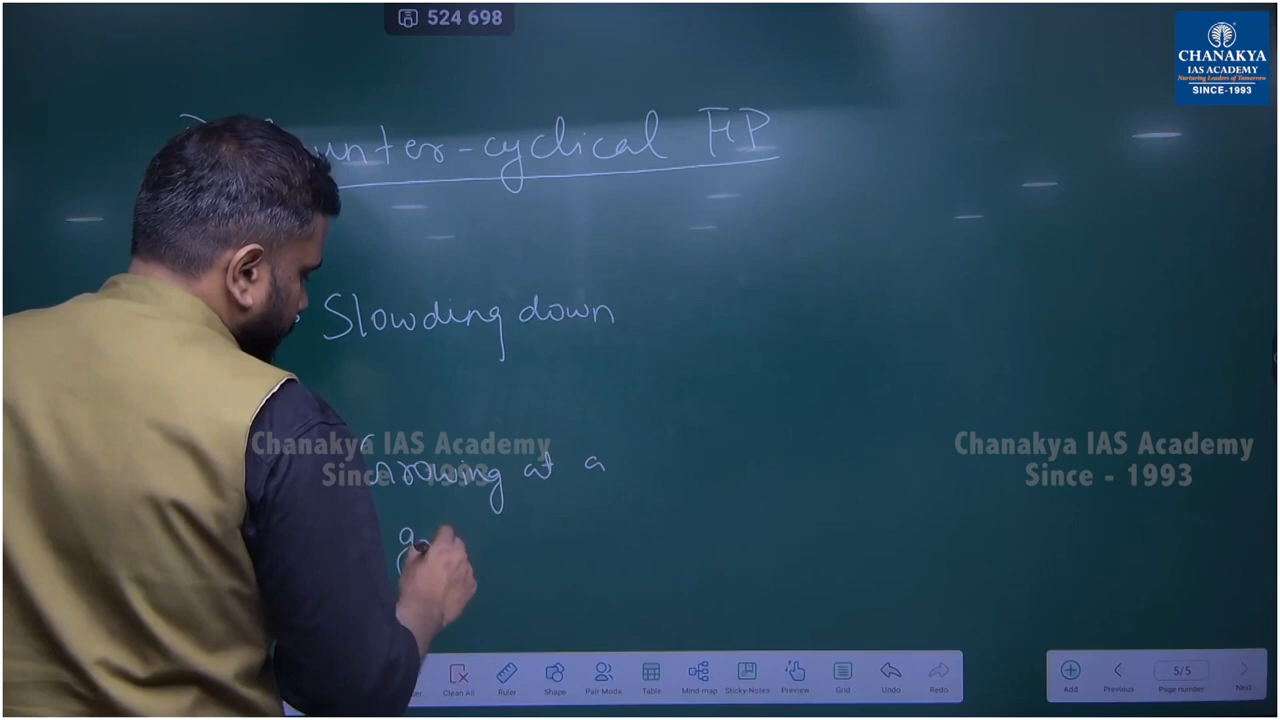 524 698
CHANAKYA
IAS ACADEMY
Nurturing Leaders of Tomorrow
SINCE-1993
unter-cyclical FP
Slowding down
Chanakya IAS Academy
Since - 1993
Chanakya IAS Academy
Since - 1993
Growing at a
g
Clean All
Ruler
Shape
Pair Mode
Table
Mind map
Sticky-Notes
Preview
Grid
Undo
Redo
Add
Previous
5/5
Page number
Next